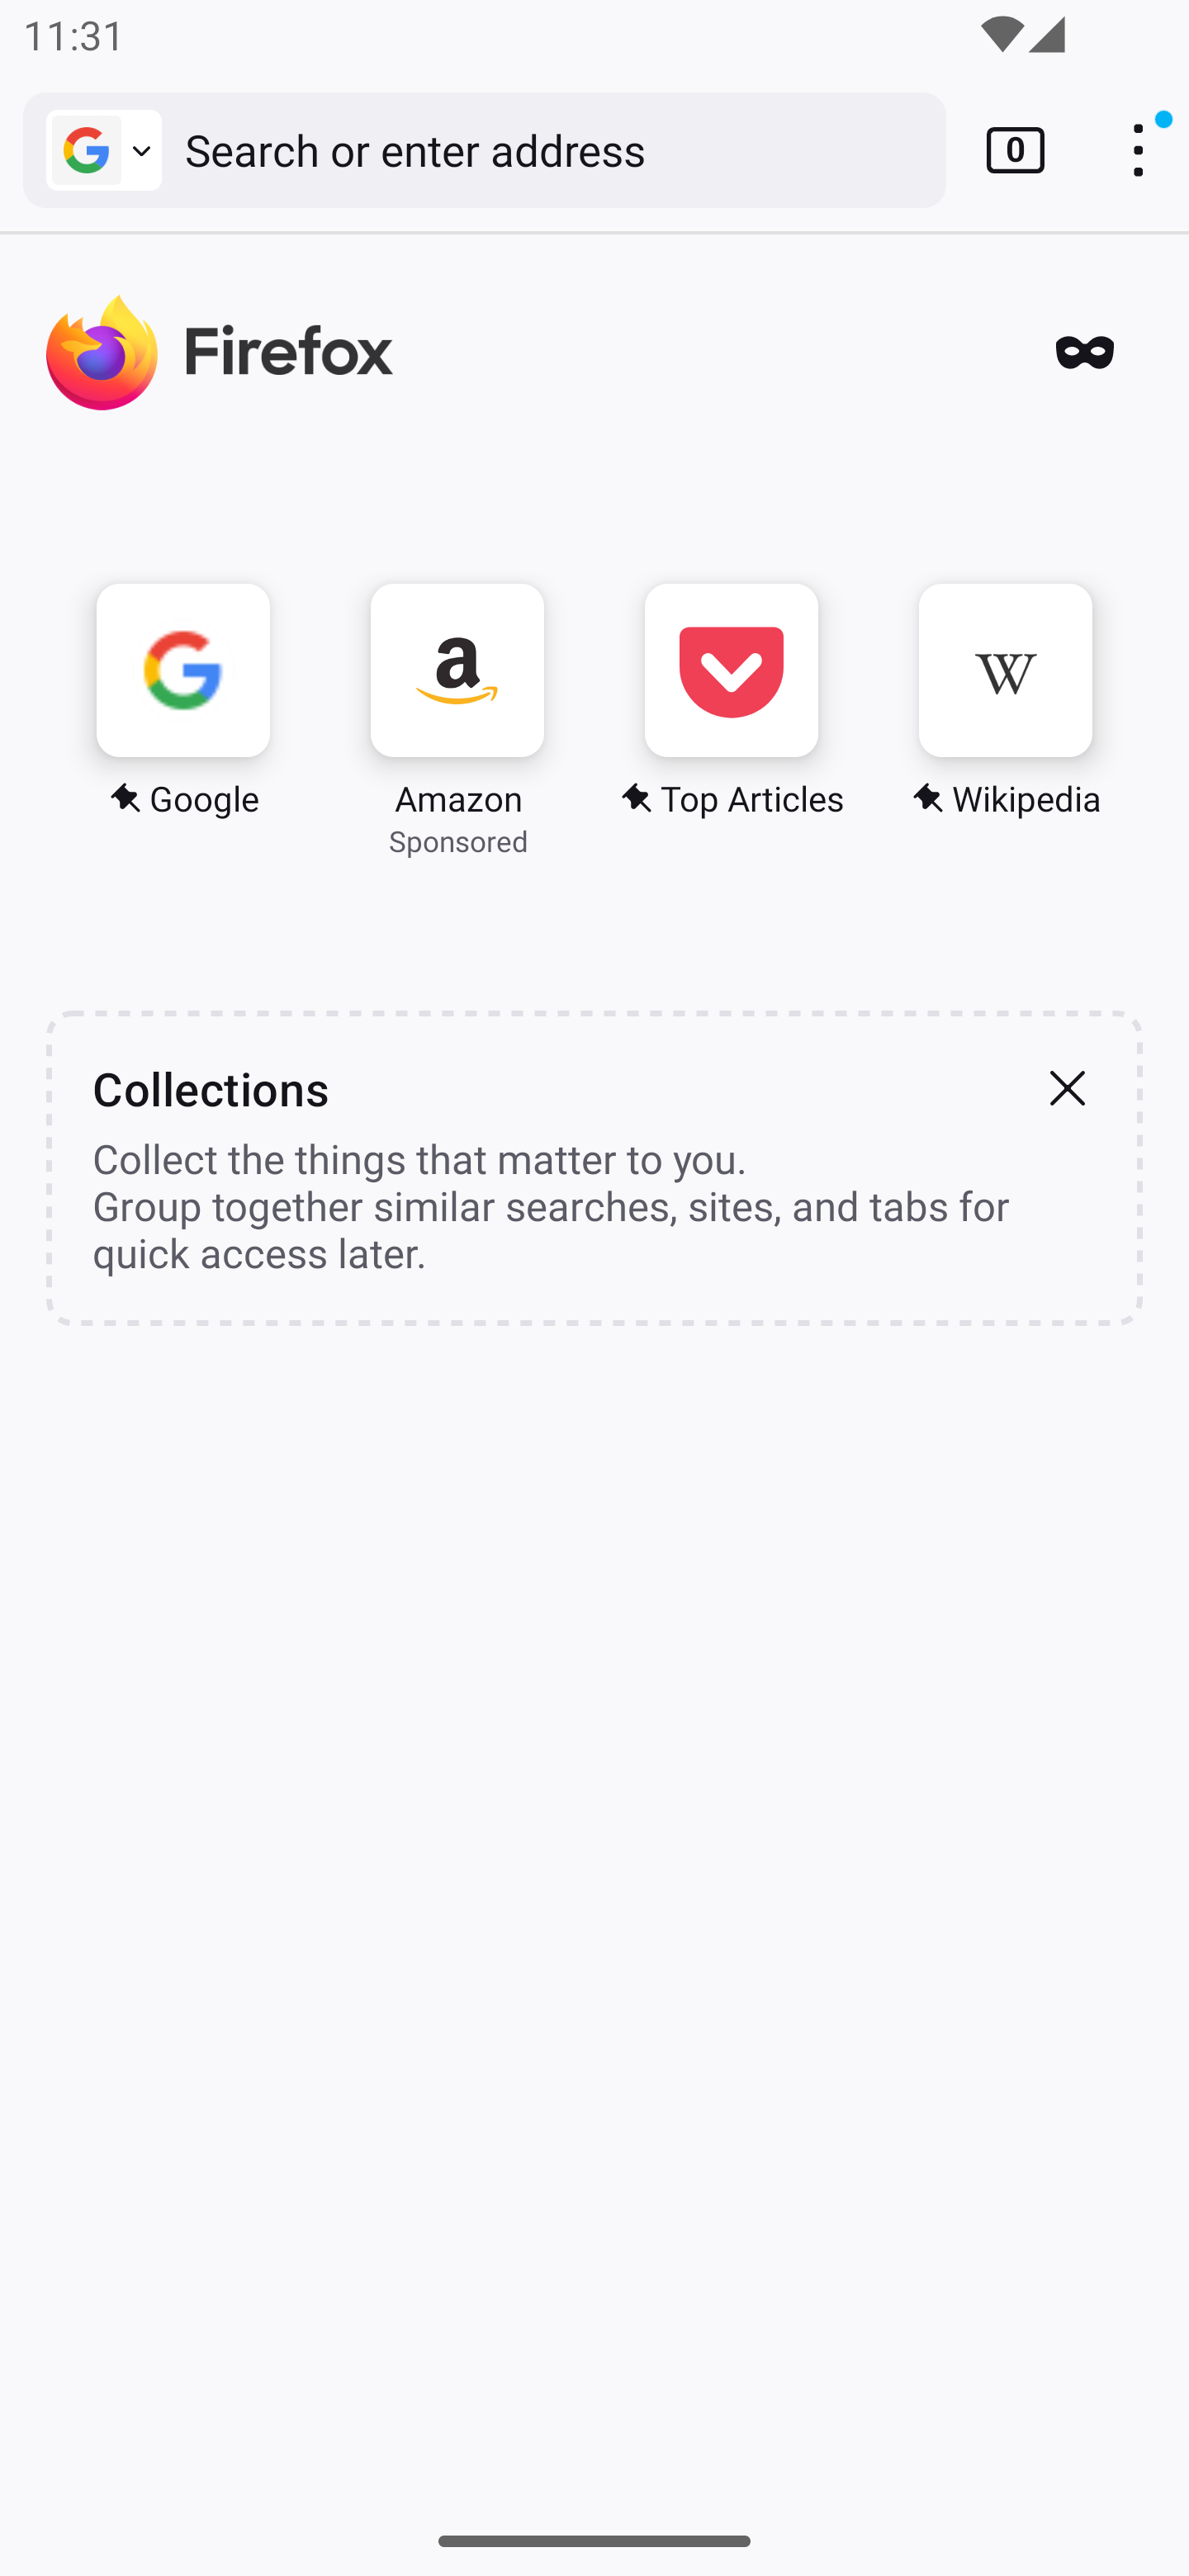 11:31
Search or enter address
0
Firefox
Google
Amazon
Sponsored
Top Articles
Wikipedia
Collections
Collect the things that matter to you.
Group together similar searches, sites, and tabs for
quick access later.